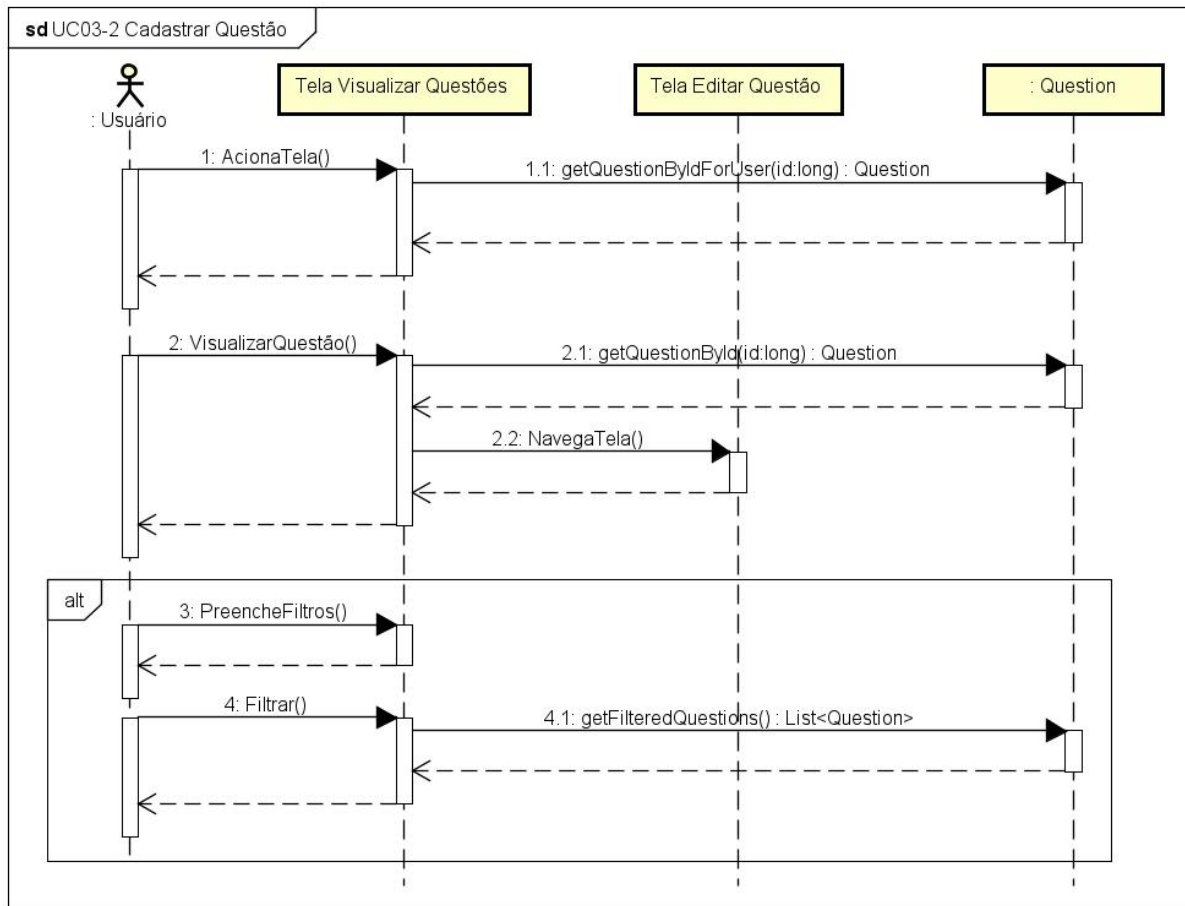 sd UC03-2 Cadastrar Questão
Tela Visualizar Questões
Tela Editar Questão
: Question
: Usuário
1: AcionaTela()
1.1: getQuestionByIdForUser(id:long) : Question
2: VisualizarQuestão()
2.1: getQuestionById(id:long) : Question
2.2: NavegaTela()
alt
3: PreencheFiltros()
4: Filtrar()
4.1: getFilteredQuestions() : List<Question>